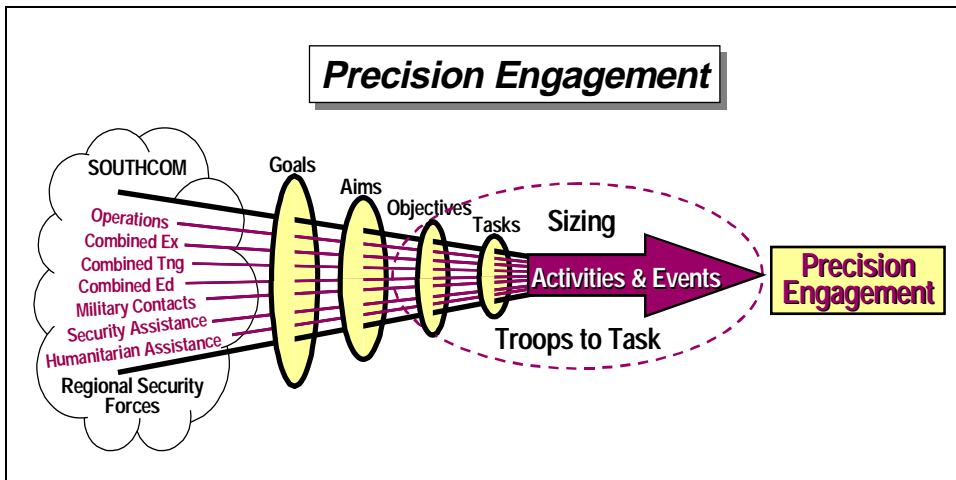 Precision Engagement
SOUTHCOM
Operations
Combined Ex
Combined Tng
Combined Ed
Military Contacts
Security Assistance
Humanitarian Assistance
Regional Security
Forces
Goals
Aims
Objectives
Tasks
Sizing
Activities & Events
Troops to Task
Precision
Engagement